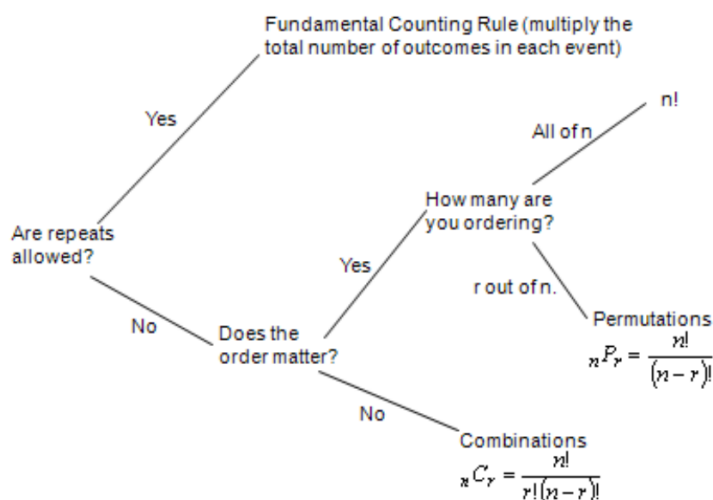 Fundamental Counting Rule (multiply the
total number of outcomes in each event)
Yes
n!
All of n
How many are
you ordering?
Are repeats
allowed?
Yes
r out of n.
No
Does the
order matter?
Permutations
nPr = n!/(n-r)!
No
Combinations
nCr = n!/r!(n-r)!